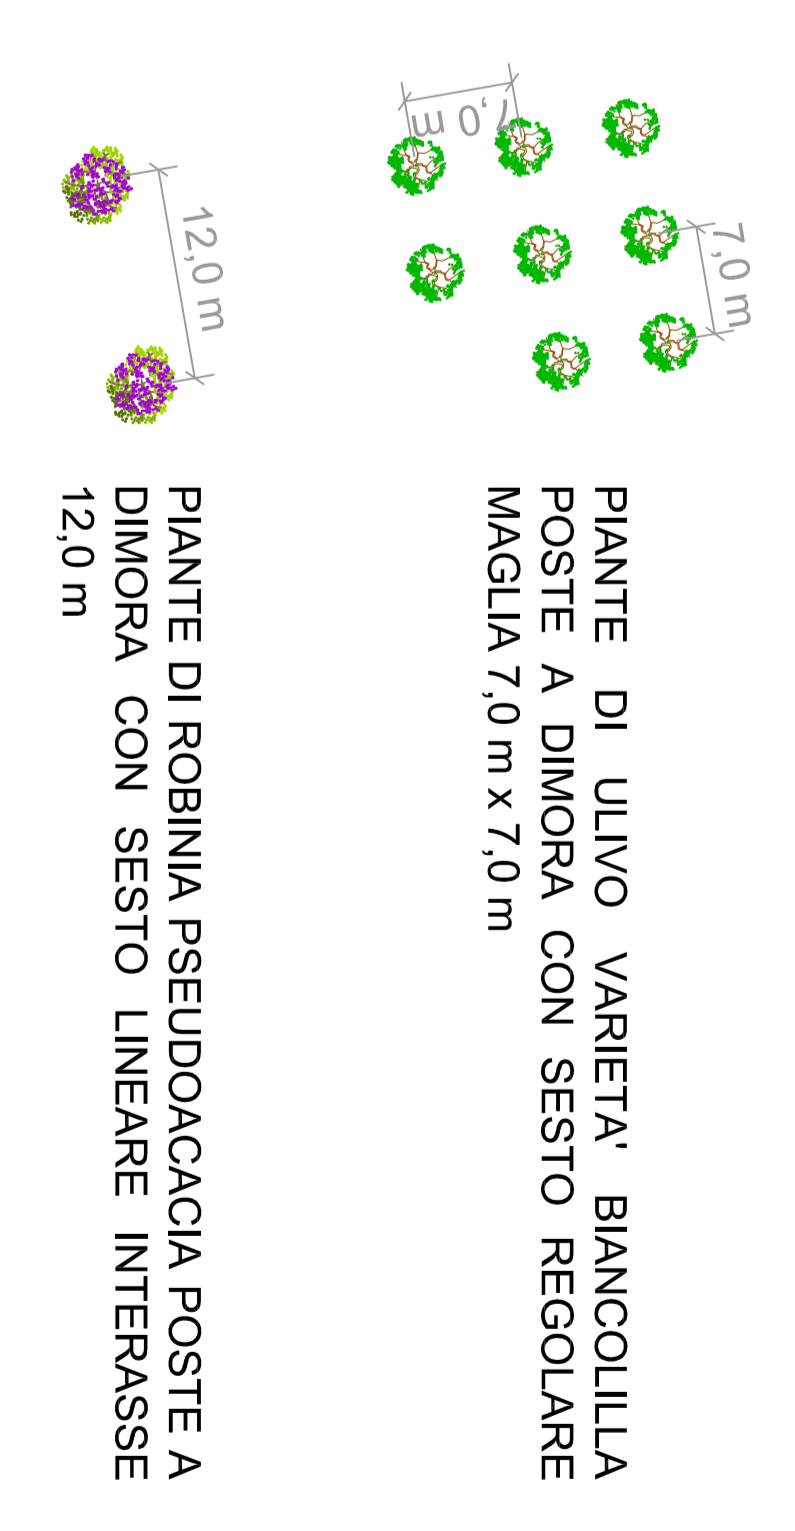 7,0 m
7,0 m
PIANTE DI ULIVO VARIETA' BIANCOLILLA
POSTE A DIMORA CON SESTO REGOLARE
MAGLIA 7,0 m x 7,0 m
12,0 m
PIANTE DI ROBINIA PSEUDOACACIA POSTE A
DIMORA CON SESTO LINEARE INTERASSE
12,0 m